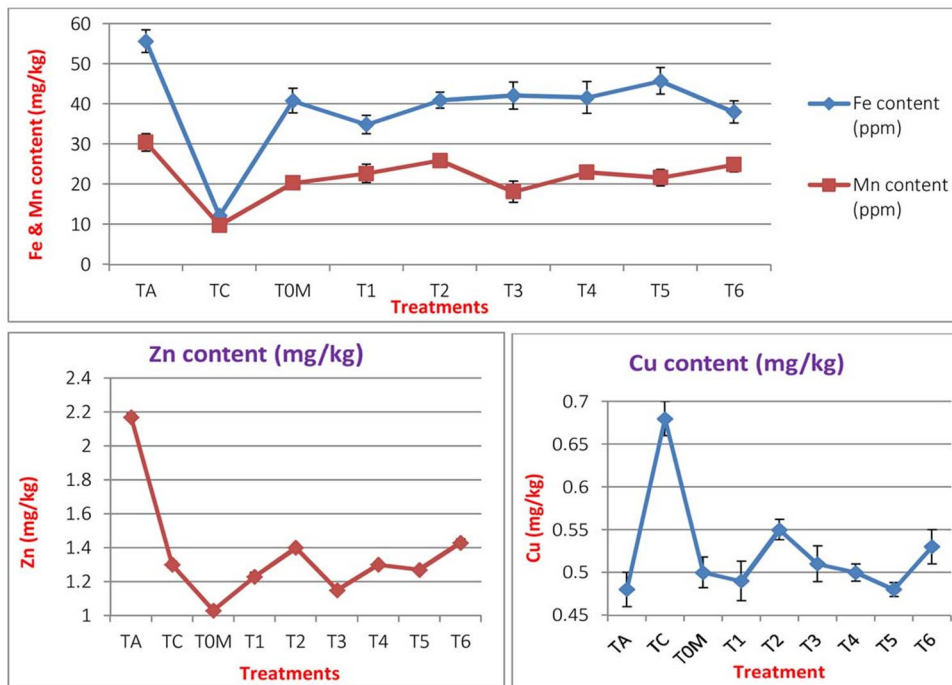 60
50
40
30
20
10
0
Fe & Mn content (mg/kg)
TA TC T0M T1 T2 T3 T4 T5 T6
Treatments
Fe content
(ppm)
Mn content
(ppm)
Zn content (mg/kg)
2.4
2.2
2
1.8
1.6
1.4
1.2
1
Zn (mg/kg)
TA TC T0M T1 T2 T3 T4 T5 T6
Treatments
Cu content (mg/kg)
0.7
0.65
0.6
0.55
0.5
0.45
Cu (mg/kg)
TA TC T0M T1 T2 T3 T4 T5 T6
Treatment